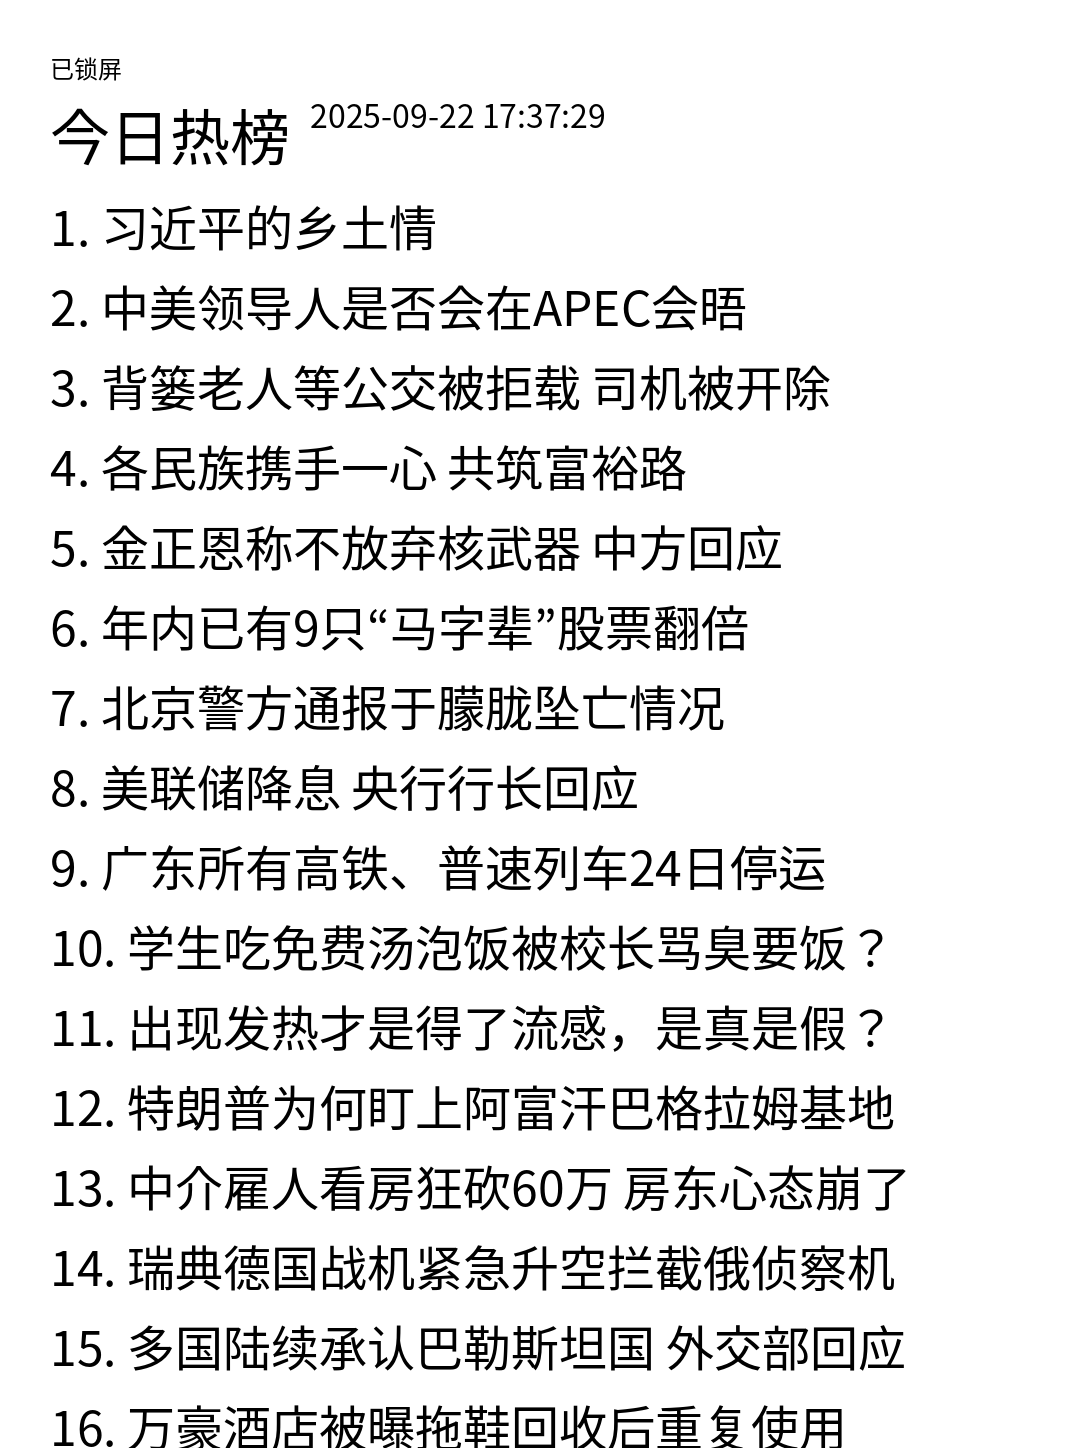 已锁屏
今日热榜 2025-09-22 17:37:29
1. 习近平的乡土情
2. 中美领导人是否会在APEC会晤
3. 背篓老人等公交被拒载 司机被开除
4. 各民族携手一心 共筑富裕路
5. 金正恩称不放弃核武器 中方回应
6. 年内已有9只“马字辈”股票翻倍
7. 北京警方通报于朦胧坠亡情况
8. 美联储降息 央行行长回应
9. 广东所有高铁、普速列车24日停运
10. 学生吃免费汤泡饭被校长骂臭要饭？
11. 出现发热才是得了流感，是真是假？
12. 特朗普为何盯上阿富汗巴格拉姆基地
13. 中介雇人看房狂砍60万 房东心态崩了
14. 瑞典德国战机紧急升空拦截俄侦察机
15. 多国陆续承认巴勒斯坦国 外交部回应
16. 万豪酒店被曝拖鞋回收后重复使用